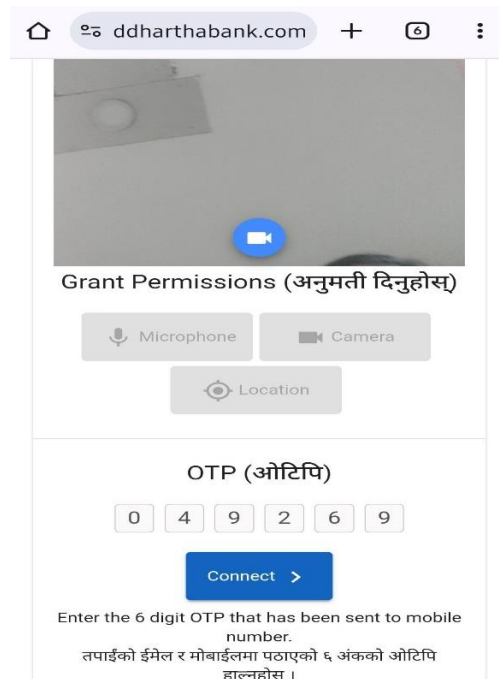 ddharthabank.com
6
Grant Permissions (अनुमती दिनुहोस्)
Microphone
Camera
Location
OTP (ओटिपि)
0 4 9 2 6 9
Connect
Enter the 6 digit OTP that has been sent to mobile
number.
तपाईंको ईमेल र मोबाईलमा पठाएको ६ अंकको ओटिपि
हाल्नुहोस् ।